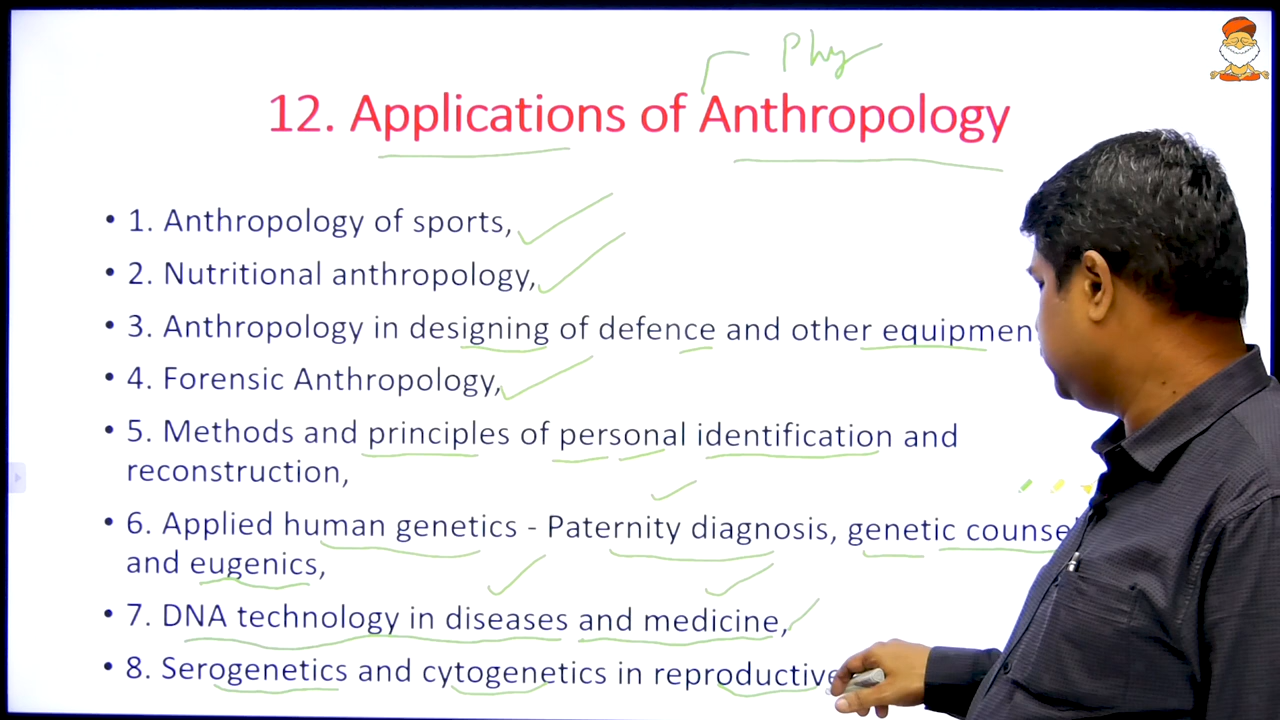 Phy
12. Applications of Anthropology
• 1. Anthropology of sports,
• 2. Nutritional anthropology,
• 3. Anthropology in designing of defence and other
• 4. Forensic Anthropology,
• 5. Methods and principles of personal identification and
reconstruction,
• 6. Applied human genetics - Paternity diagnosis, genetic
and eugenics,
• 7. DNA technology in diseases and medicine,
• 8. Serogenetics and cytogenetics in reproductive